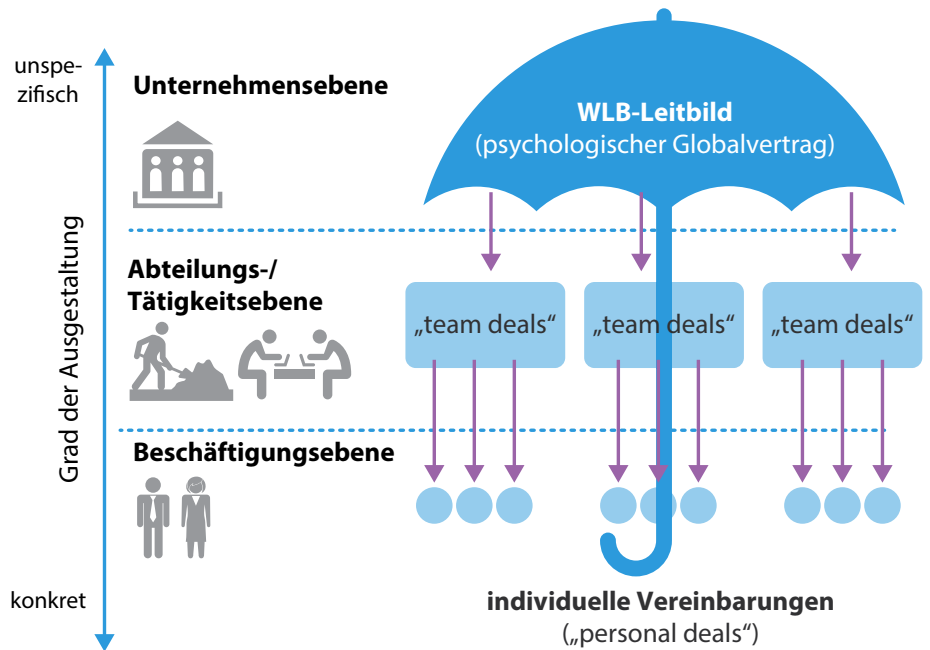 unspe-
zifisch
Unternehmensebene
WLB-Leitbild
(psychologischer Globalvertrag)
Grad der Ausgestaltung
Abteilungs-/
Tätigkeitsebene
„team deals“
„team deals“
„team deals“
Beschäftigungsebene
konkret
individuelle Vereinbarungen
(„personal deals“)